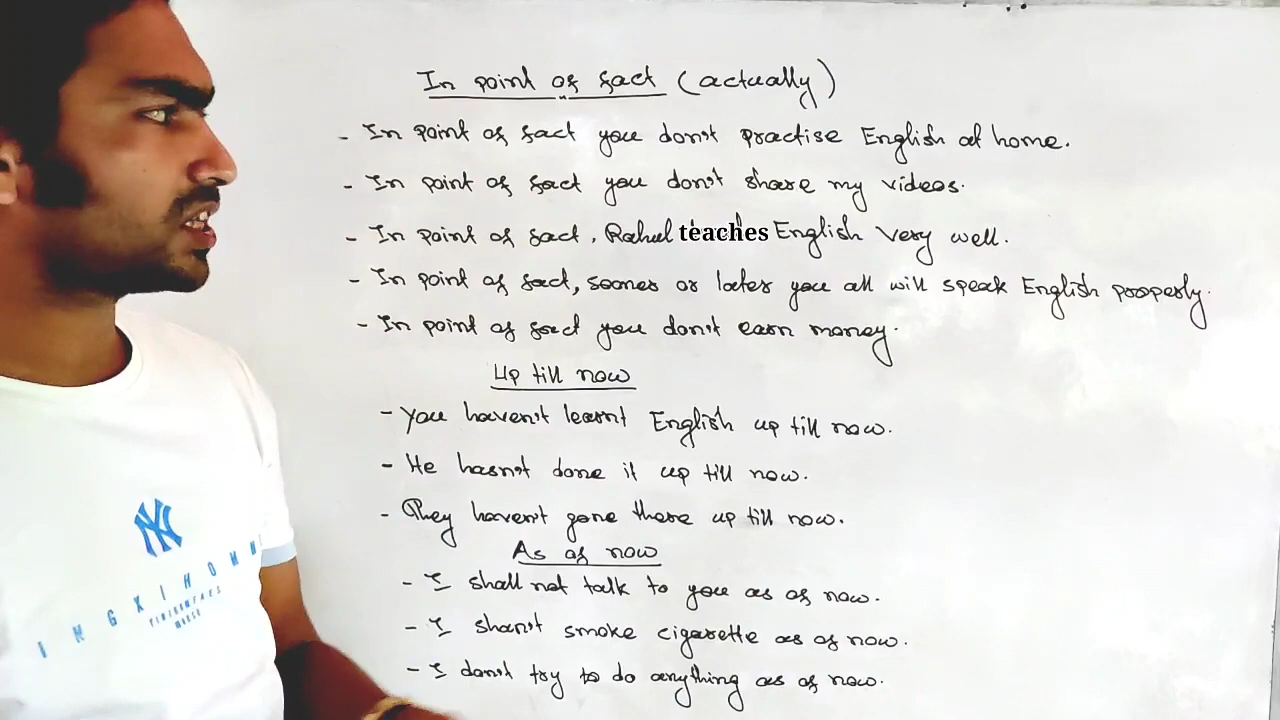 In point of fact (actually)
- In point of fact you don't practise English at home.
- In point of fact you don't share my videos.
- In point of fact, Rahul teaches English very well.
- In point of fact, sooner or later you all will speak English properly.
- In point of fact you don't earn money.
Up till now
- You haven't learnt English up till now.
- He hasn't done it up till now.
- They haven't gone there up till now.
As of now
- I shall not talk to you as of now.
- I shan't smoke cigarette as of now.
- I don't try to do anything as of now.
NY